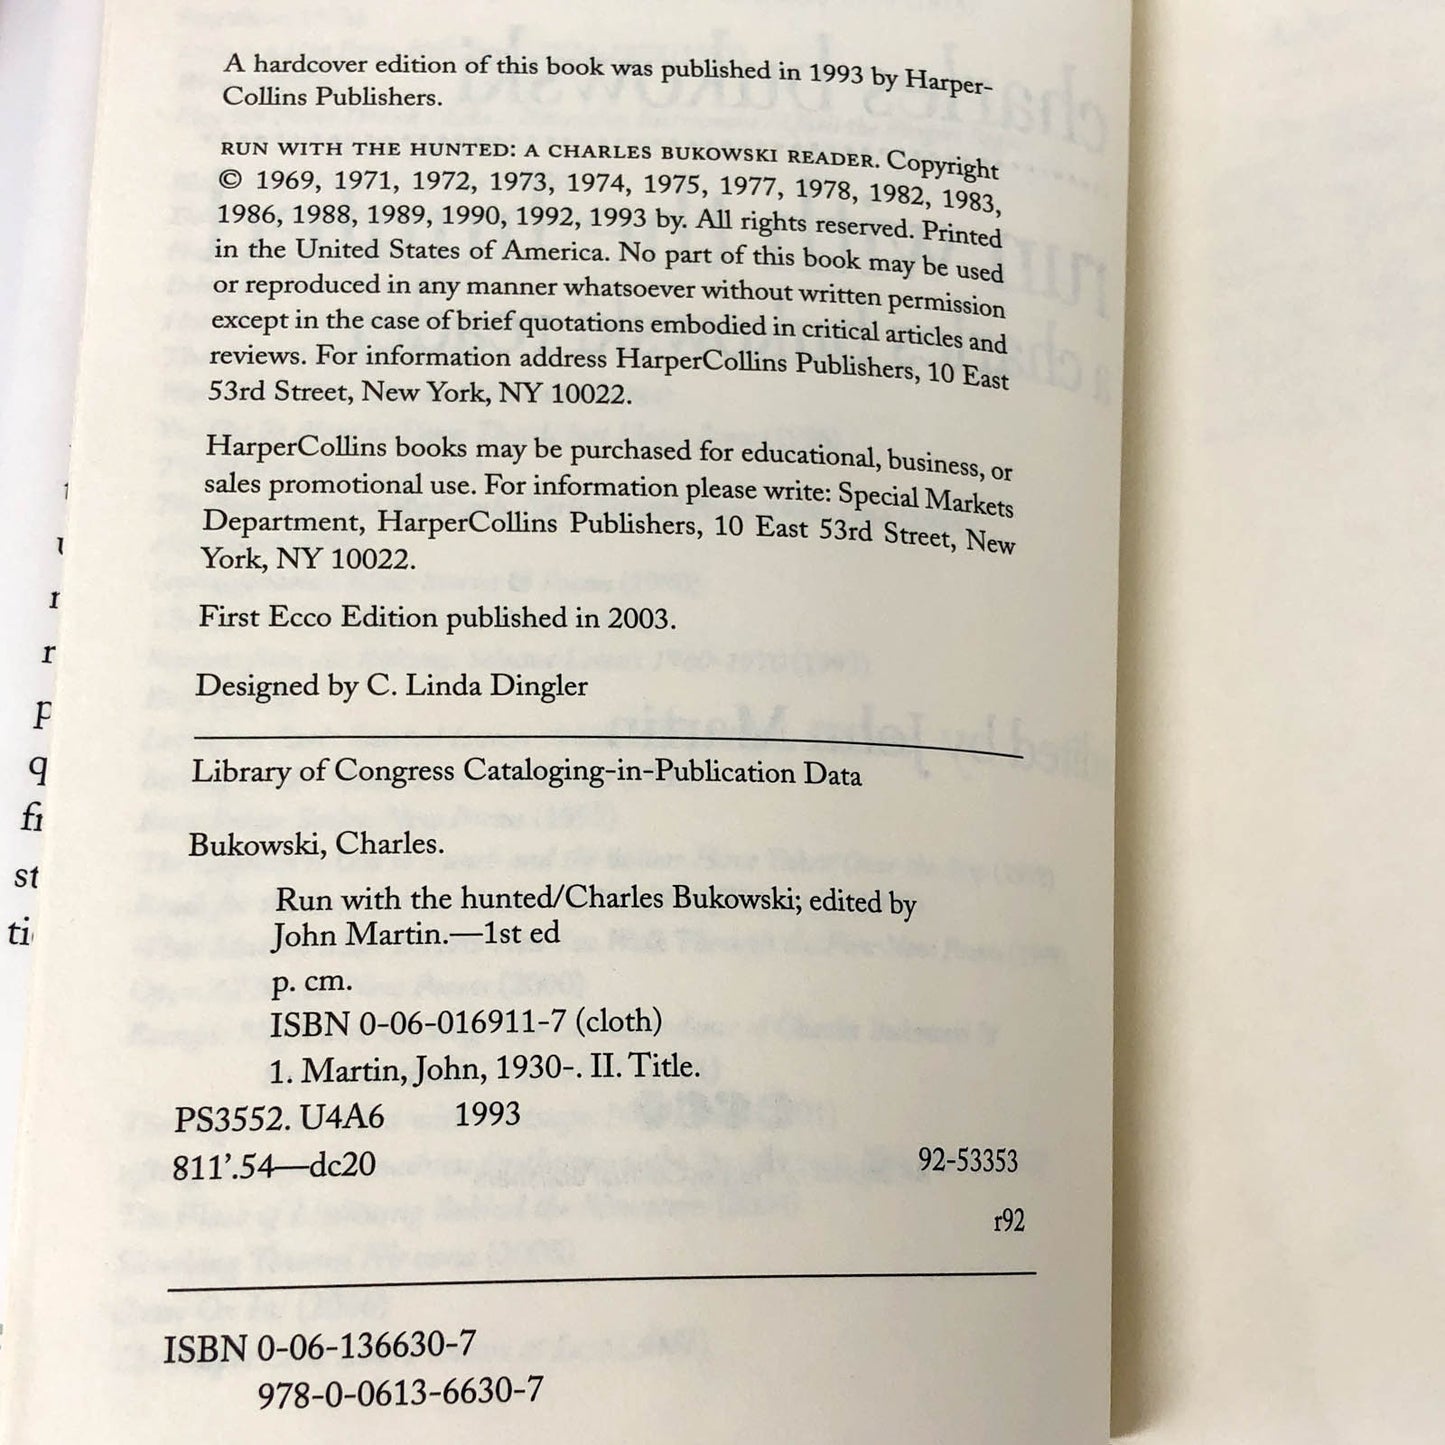 A hardcover edition of this book was published in 1993 by Harper-
Collins Publishers.
RUN WITH THE HUNTED: A CHARLES BUKOWSKI READER. Copyright
© 1969, 1971, 1972, 1973, 1974, 1975, 1977, 1978, 1982, 1983,
1986, 1988, 1989, 1990, 1992, 1993 by. All rights reserved. Printed
in the United States of America. No part of this book may be used
or reproduced in any manner whatsoever without written permission
except in the case of brief quotations embodied in critical articles and
reviews. For information address HarperCollins Publishers, 10 East
53rd Street, New York, NY 10022.
HarperCollins books may be purchased for educational, business, or
sales promotional use. For information please write: Special Markets
Department, HarperCollins Publishers, 10 East 53rd Street, New
York, NY 10022.
First Ecco Edition published in 2003.
Designed by C. Linda Dingler
Library of Congress Cataloging-in-Publication Data
Bukowski, Charles.
Run with the hunted/Charles Bukowski; edited by
John Martin.—1st ed
p. cm.
ISBN 0-06-016911-7 (cloth)
1. Martin, John, 1930-. II. Title.
PS3552. U4A6 1993
811’.54—dc20 92-53353
r92
ISBN 0-06-136630-7
978-0-0613-6630-7